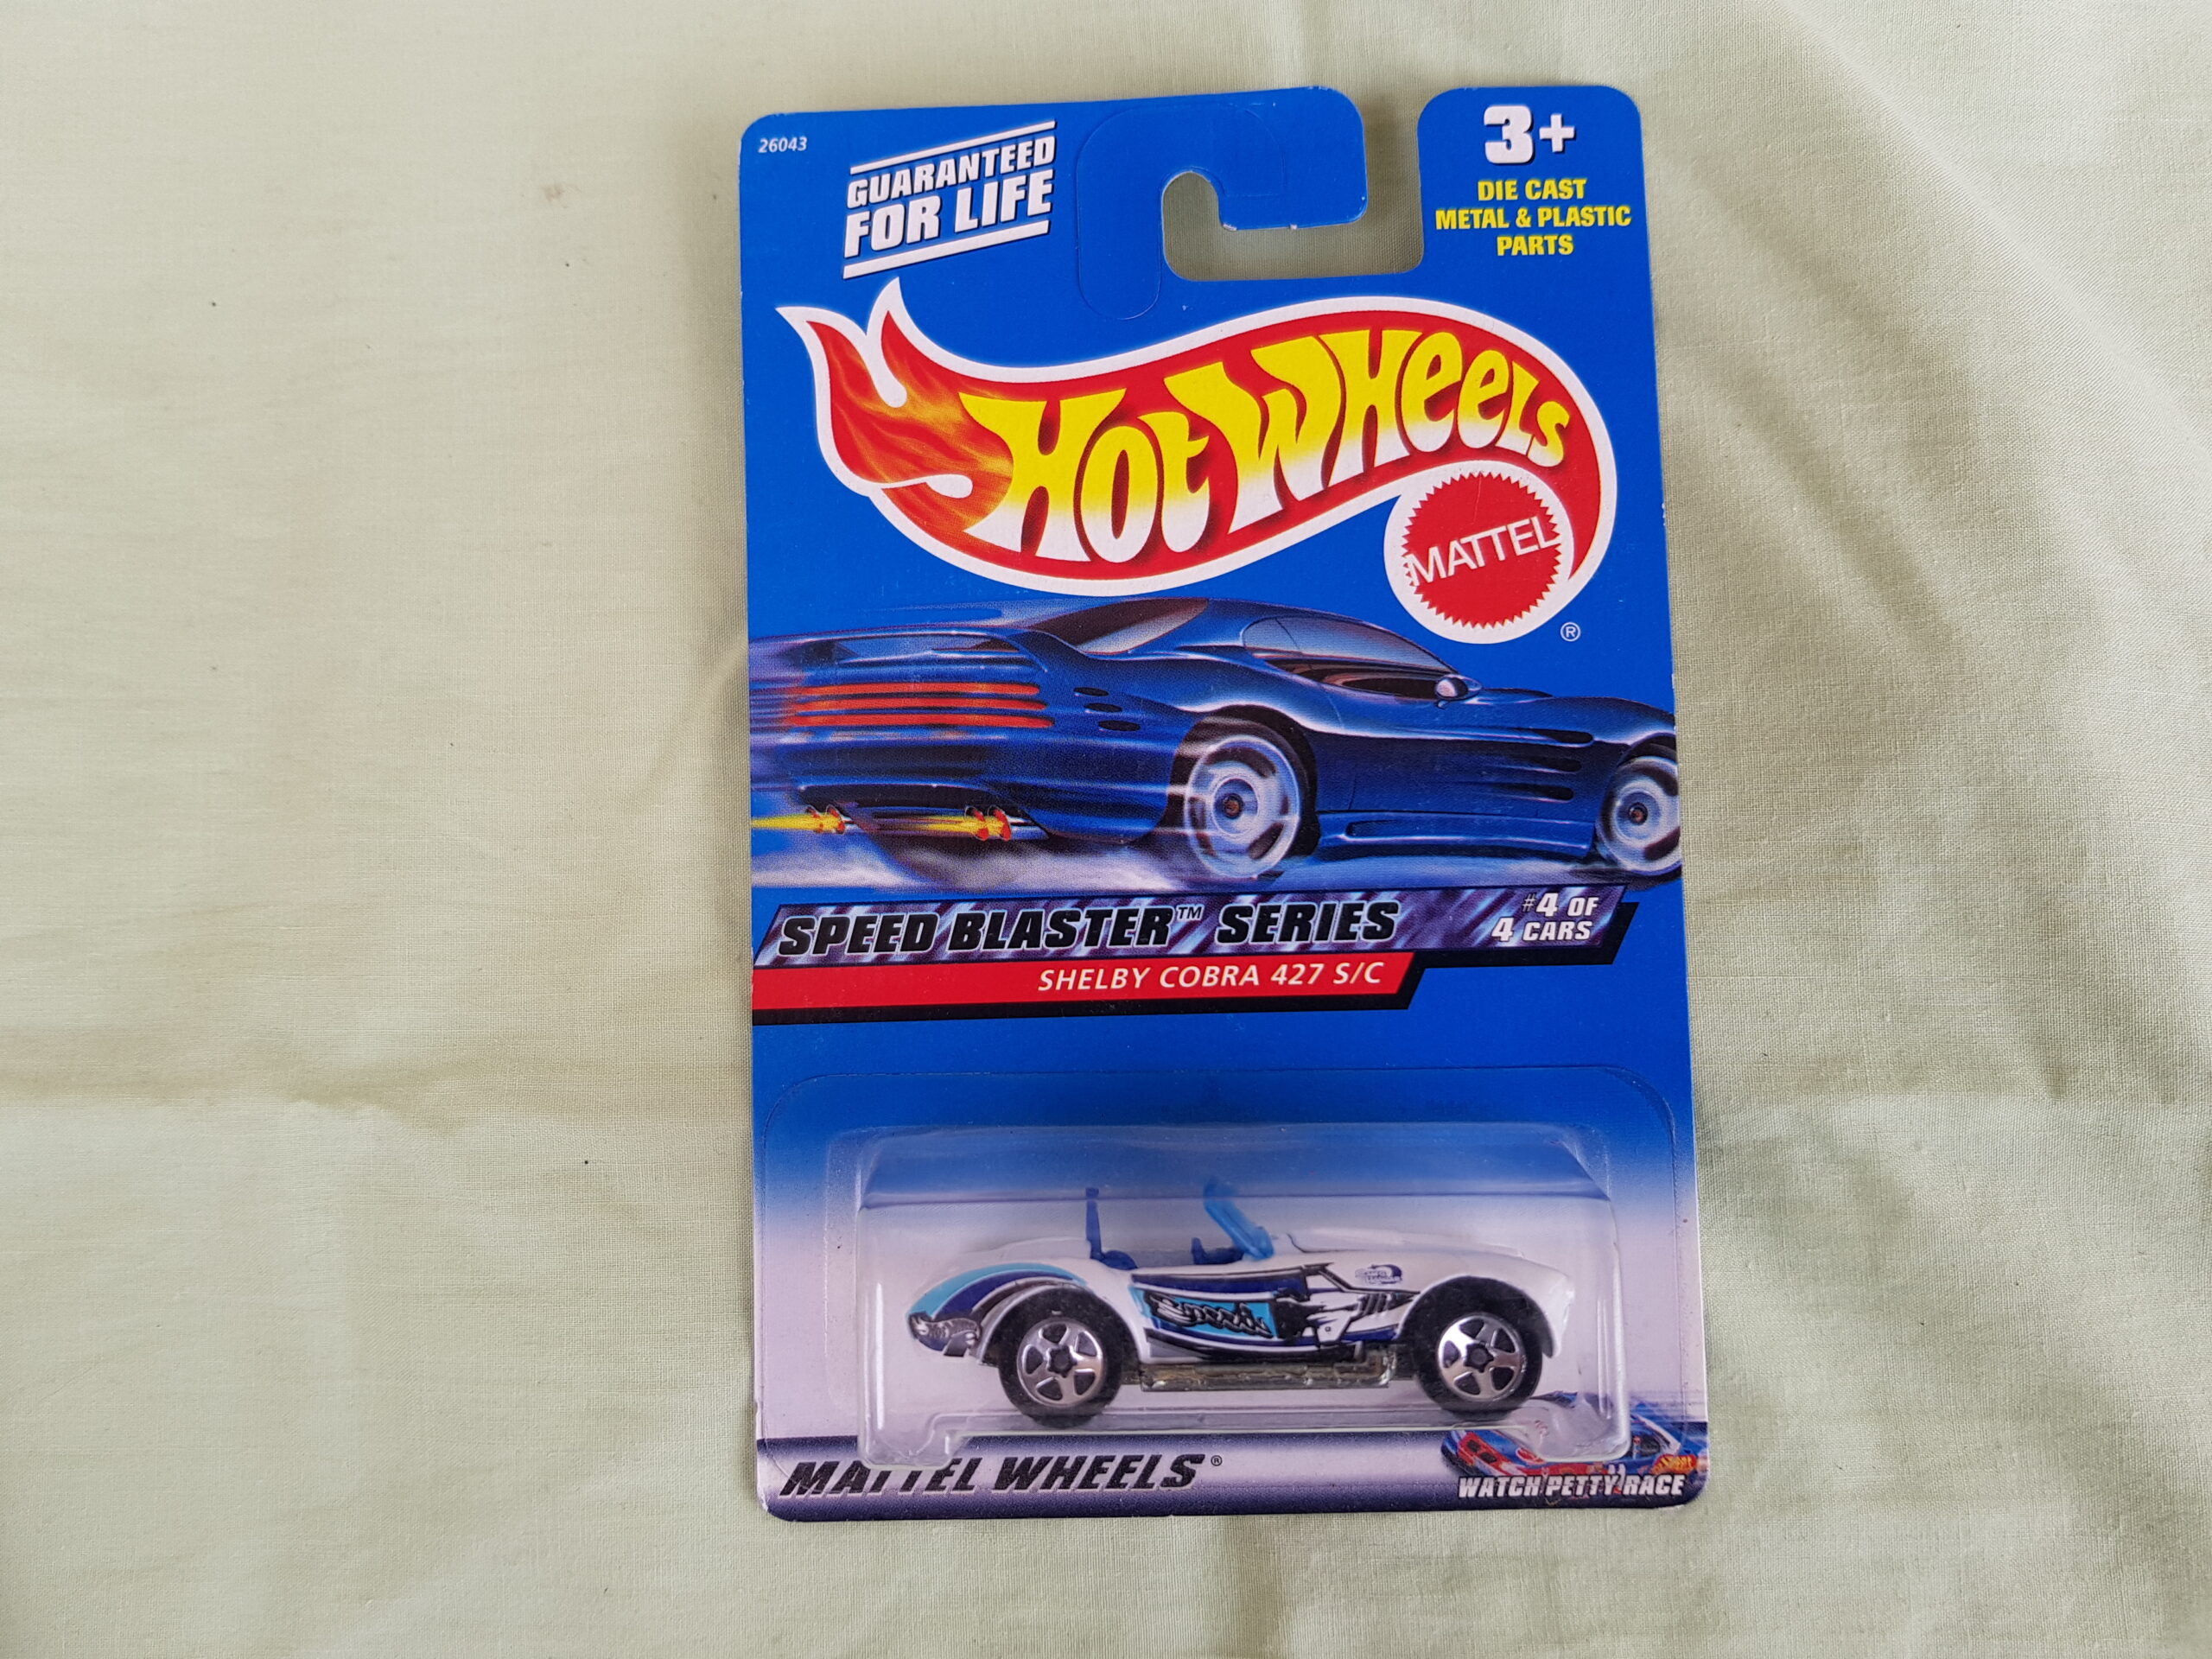 26043
GUARANTEED
FOR LIFE
3+
DIE CAST
METAL & PLASTIC
PARTS
HOT WHEELS
MATTEL
®
SPEED BLASTER™ SERIES
#4 OF
4 CARS
SHELBY COBRA 427 S/C
MATTEL WHEELS®
WATCH PETTY RACE